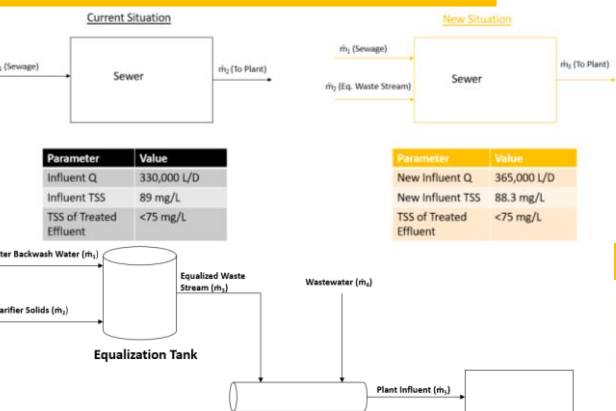 Current Situation
New Situation
(Sewage)
Sewer
ṁ₂ (To Plant)
ṁ₁ (Sewage)
ṁ₂ (Eq. Waste Stream)
Sewer
ṁ₃ (To Plant)
Parameter Value
Influent Q 330,000 L/D
Influent TSS 89 mg/L
TSS of Treated <75 mg/L
Effluent
Parameter Value
New Influent Q 365,000 L/D
New Influent TSS 88.3 mg/L
TSS of Treated <75 mg/L
Effluent
ter Backwash Water (ṁ₁)
arifier Solids (ṁ₂)
Equalized Waste
Stream (ṁ₃)
Wastewater (ṁ₄)
Equalization Tank
Plant Influent (ṁ₅)